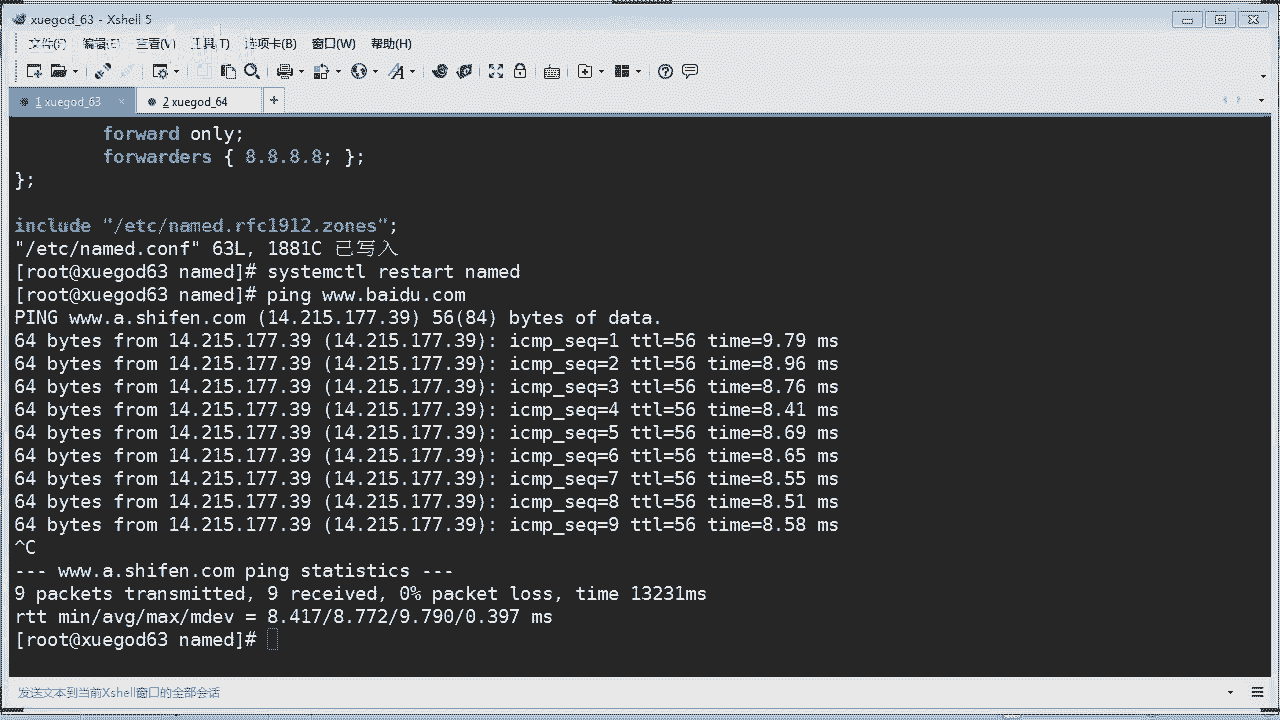 xuegod_63 - Xshell 5
工具(T) 选项卡(B) 窗口(W) 帮助(H)
1 xuegod_63 × 2 xuegod_64 +
forward only;
forwarders { 8.8.8.8; };
};
include "/etc/named.rfc1912.zones";
"/etc/named.conf" 63L, 1881C 已写入
[root@xuegod63 named]# systemctl restart named
[root@xuegod63 named]# ping www.baidu.com
PING www.a.shifen.com (14.215.177.39) 56(84) bytes of data.
64 bytes from 14.215.177.39 (14.215.177.39): icmp_seq=1 ttl=56 time=9.79 ms
64 bytes from 14.215.177.39 (14.215.177.39): icmp_seq=2 ttl=56 time=8.96 ms
64 bytes from 14.215.177.39 (14.215.177.39): icmp_seq=3 ttl=56 time=8.76 ms
64 bytes from 14.215.177.39 (14.215.177.39): icmp_seq=4 ttl=56 time=8.41 ms
64 bytes from 14.215.177.39 (14.215.177.39): icmp_seq=5 ttl=56 time=8.69 ms
64 bytes from 14.215.177.39 (14.215.177.39): icmp_seq=6 ttl=56 time=8.65 ms
64 bytes from 14.215.177.39 (14.215.177.39): icmp_seq=7 ttl=56 time=8.55 ms
64 bytes from 14.215.177.39 (14.215.177.39): icmp_seq=8 ttl=56 time=8.51 ms
64 bytes from 14.215.177.39 (14.215.177.39): icmp_seq=9 ttl=56 time=8.58 ms
^C
--- www.a.shifen.com ping statistics ---
9 packets transmitted, 9 received, 0% packet loss, time 13231ms
rtt min/avg/max/mdev = 8.417/8.772/9.790/0.397 ms
[root@xuegod63 named]#
发送文本到当前Xshell窗口的全部会话